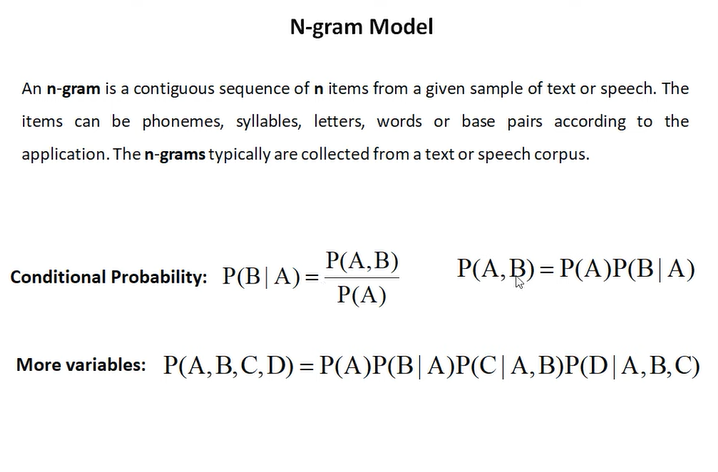 N-gram Model
An n-gram is a contiguous sequence of n items from a given sample of text or speech. The
items can be phonemes, syllables, letters, words or base pairs according to the
application. The n-grams typically are collected from a text or speech corpus.
Conditional Probability: P(B|A) = P(A,B) / P(A) P(A,B) = P(A)P(B|A)
More variables: P(A,B,C,D) = P(A)P(B|A)P(C|A,B)P(D|A,B,C)